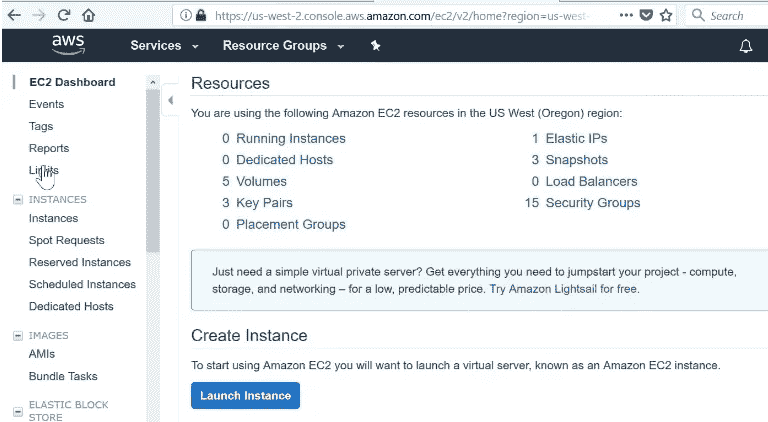 https://us-west-2.console.aws.amazon.com/ec2/v2/home?region=us-west-
Search
aws
Services
Resource Groups
EC2 Dashboard
Events
Tags
Reports
Limits
INSTANCES
Instances
Spot Requests
Reserved Instances
Scheduled Instances
Dedicated Hosts
IMAGES
AMIs
Bundle Tasks
ELASTIC BLOCK
STORE
Resources
You are using the following Amazon EC2 resources in the US West (Oregon) region:
0 Running Instances
0 Dedicated Hosts
5 Volumes
3 Key Pairs
0 Placement Groups
1 Elastic IPs
3 Snapshots
0 Load Balancers
15 Security Groups
Just need a simple virtual private server? Get everything you need to jumpstart your project - compute,
storage, and networking – for a low, predictable price. Try Amazon Lightsail for free.
Create Instance
To start using Amazon EC2 you will want to launch a virtual server, known as an Amazon EC2 instance.
Launch Instance